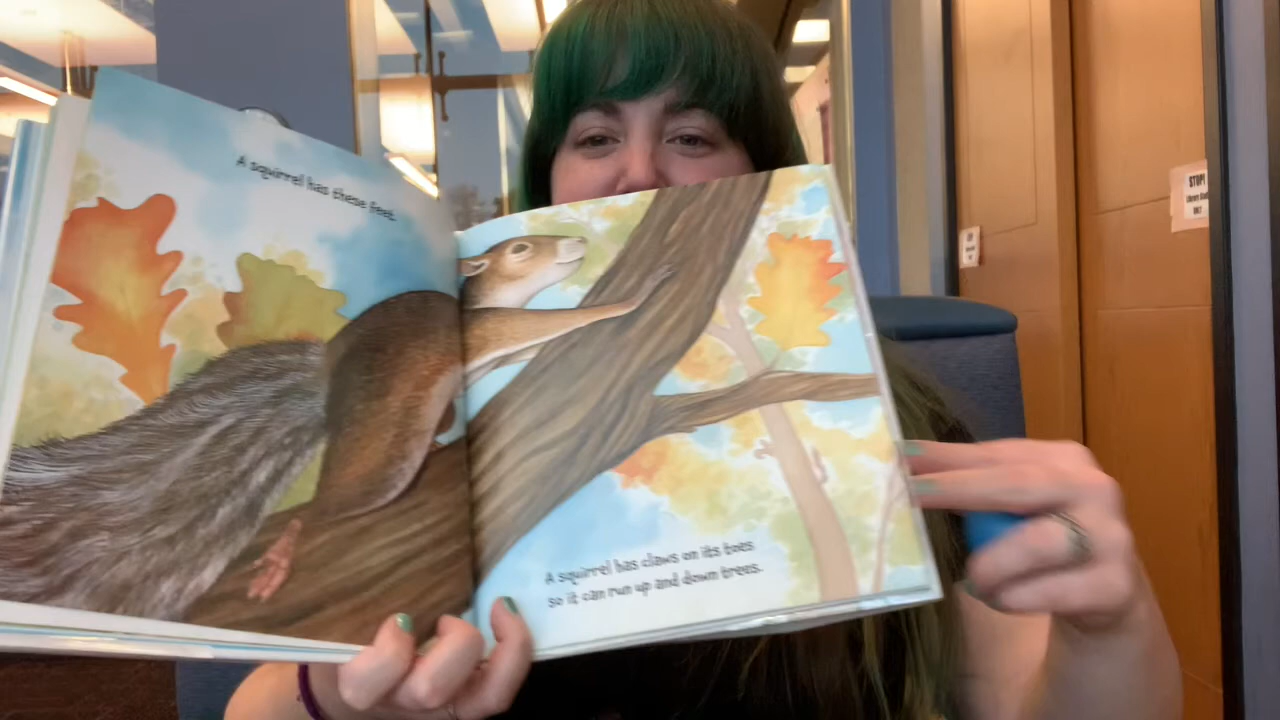 A squirrel has these feet.
A squirrel has claws on its toes
so it can run up and down trees.
STOP!